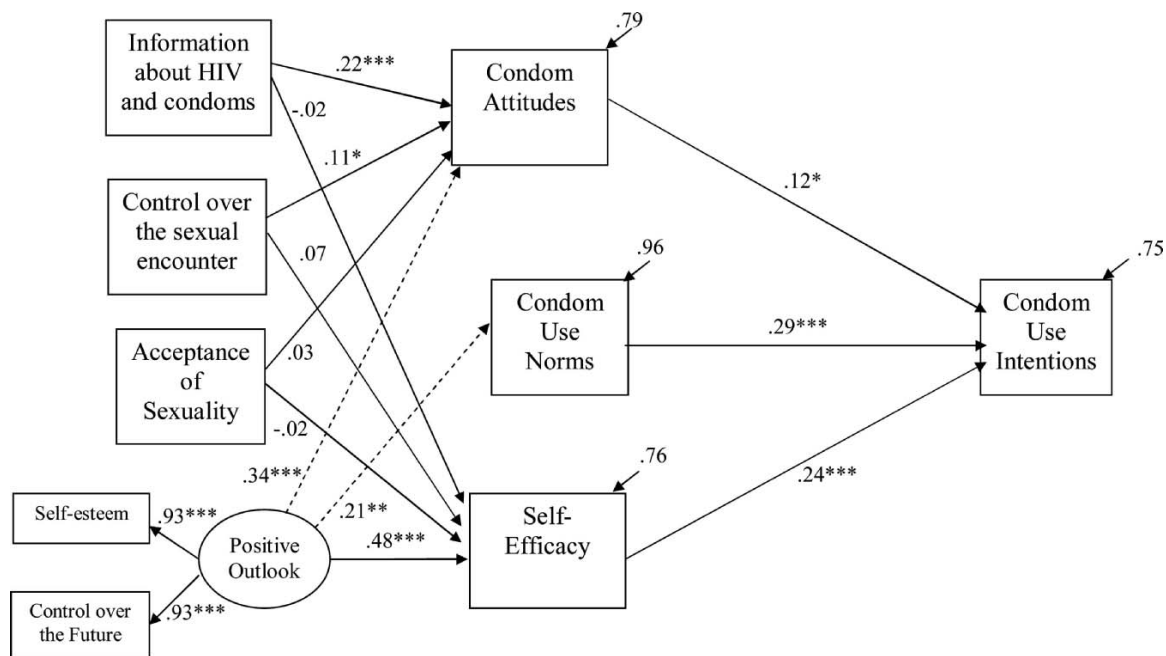 Information
about HIV
and condoms
.22***
-.02
Condom
Attitudes
.79
.11*
Control over
the sexual
encounter
.07
.12*
Condom
Use
Norms
.96
.29***
Condom
Use
Intentions
.75
Acceptance
of
Sexuality
.03
-.02
.34***
.21**
.48***
Self-
Efficacy
.76
.24***
Self-esteem
.93***
Positive
Outlook
Control over
the Future
.93***